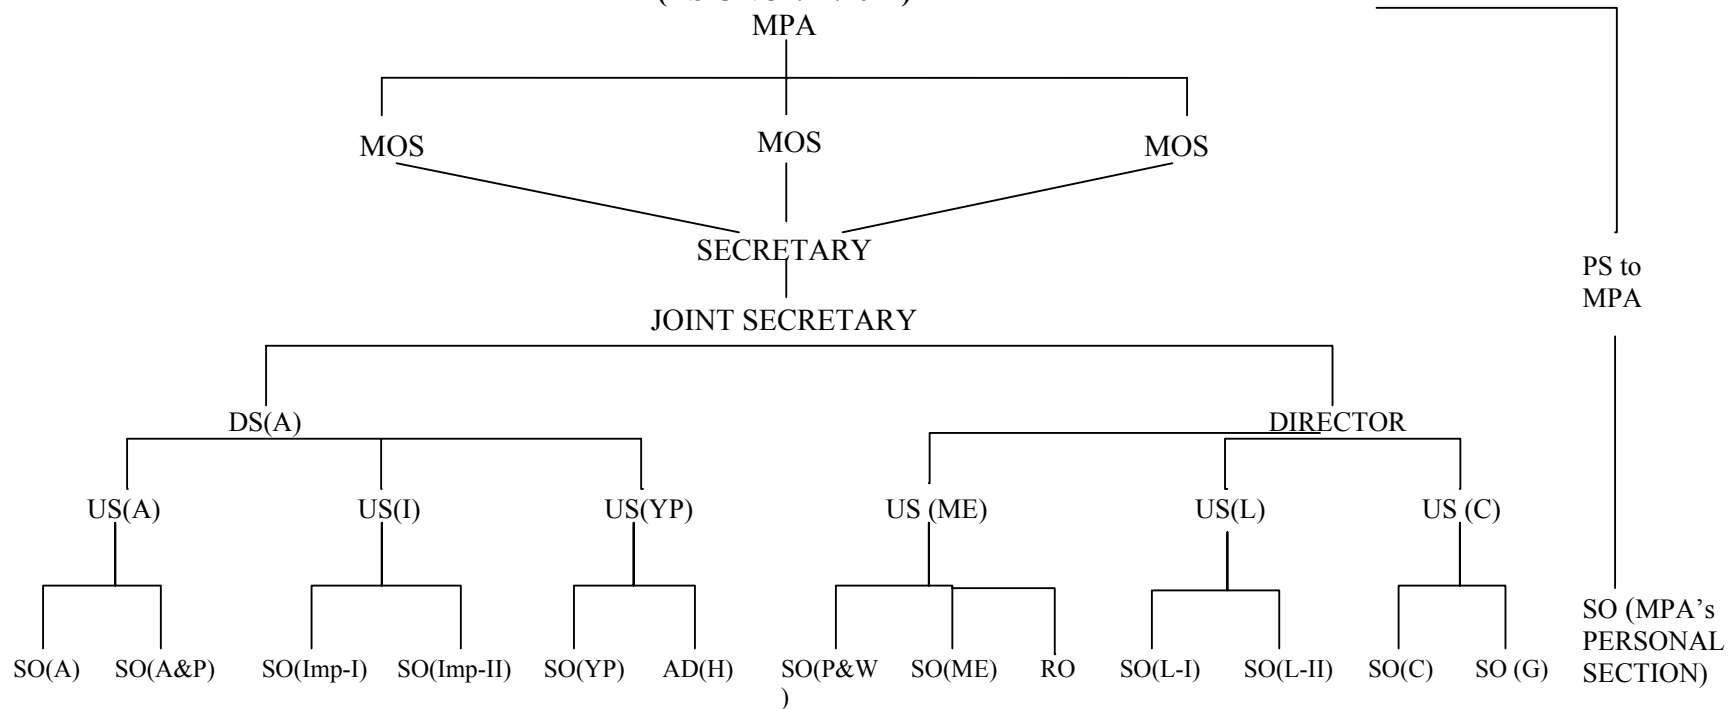 MPA
MOS MOS MOS
SECRETARY
PS to
MPA
JOINT SECRETARY
DS(A) DIRECTOR
US(A) US(I) US(YP) US (ME) US(L) US (C)
SO (MPA’s
PERSONAL
SECTION)
SO(A) SO(A&P) SO(Imp-I) SO(Imp-II) SO(YP) AD(H) SO(P&W
) SO(ME) RO SO(L-I) SO(L-II) SO(C) SO (G)